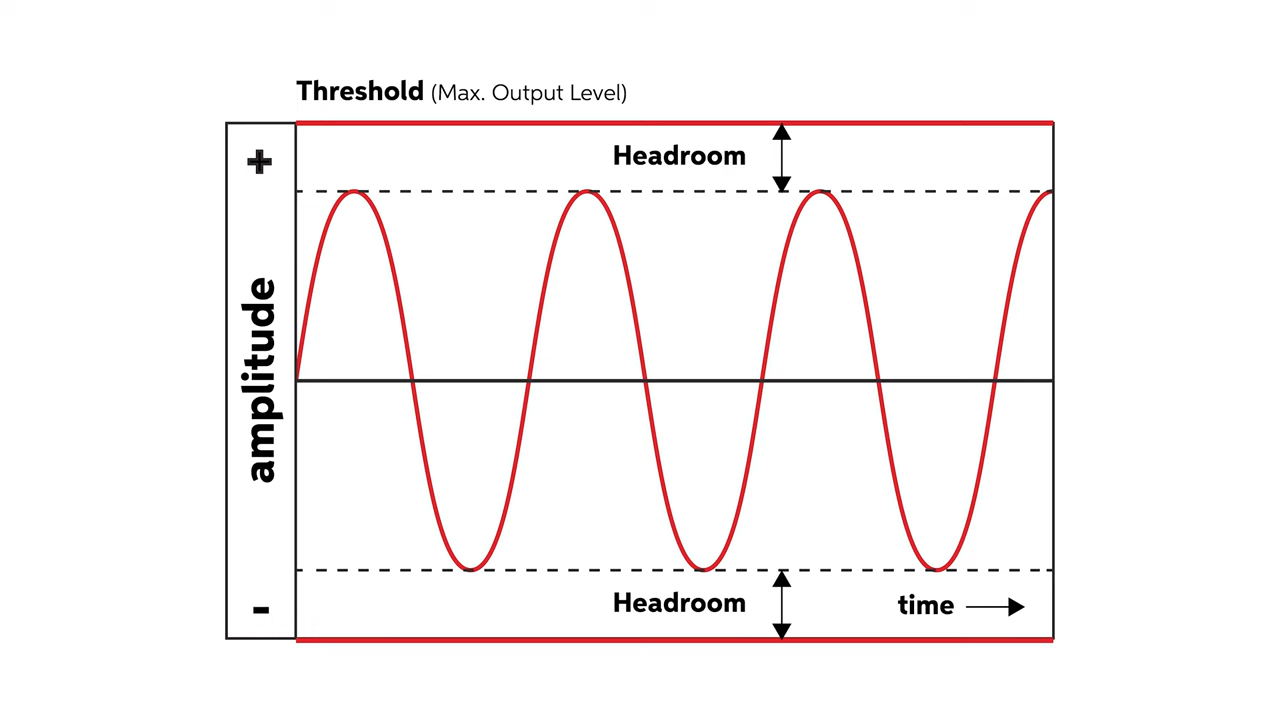 Threshold (Max. Output Level)
+
Headroom
amplitude
Headroom
time
-